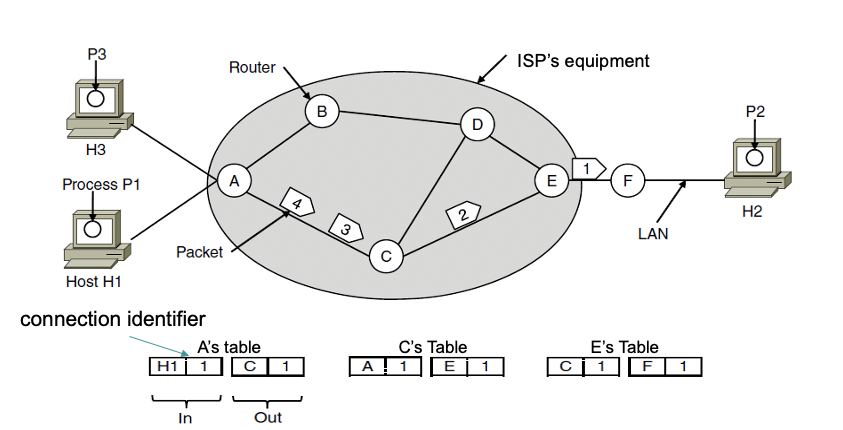 P3
Router
ISP's equipment
P2
B
D
H3
Process P1
A
4
3
2
E
1
F
H2
LAN
C
Packet
Host H1
connection identifier
A's table
C's Table
E's Table
H1 1 C 1
A 1 E 1
C 1 F 1
In
Out